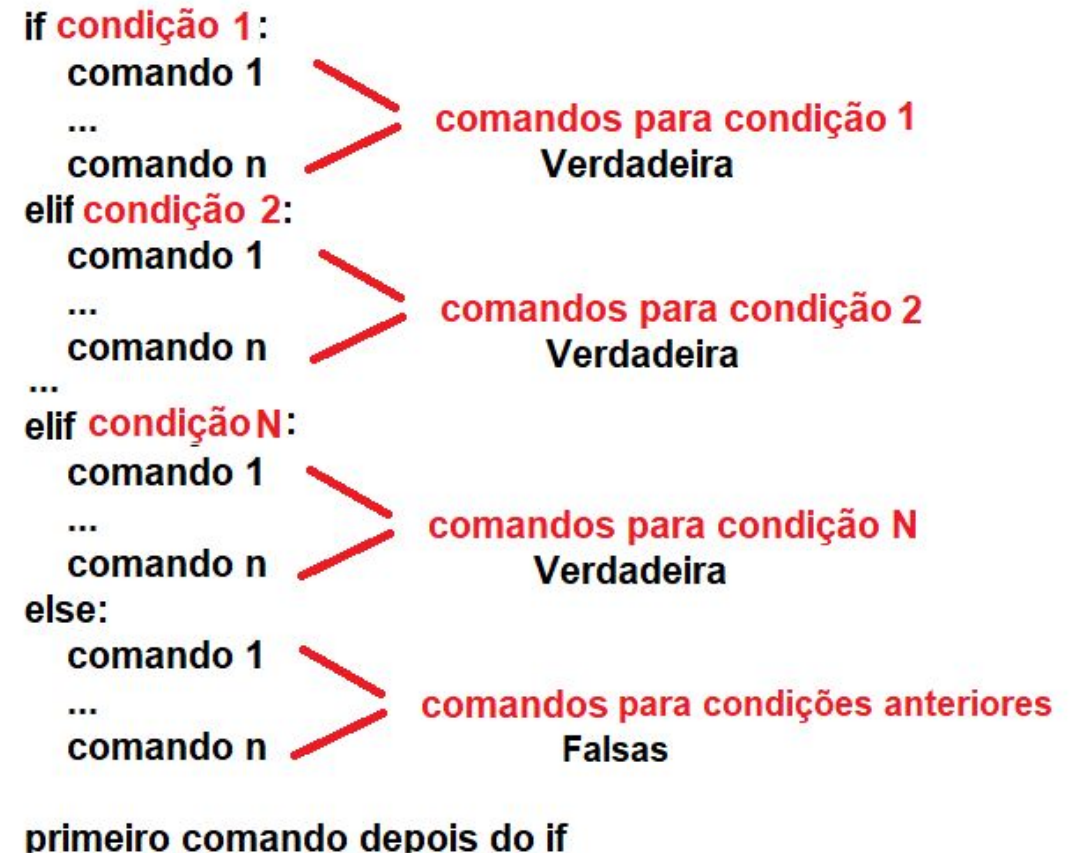 if condição 1:
comando 1
...
comando n
comandos para condição 1
Verdadeira
elif condição 2:
comando 1
...
comando n
comandos para condição 2
Verdadeira
...
elif condição N:
comando 1
...
comando n
comandos para condição N
Verdadeira
else:
comando 1
...
comando n
comandos para condições anteriores
Falsas
primeiro comando depois do if